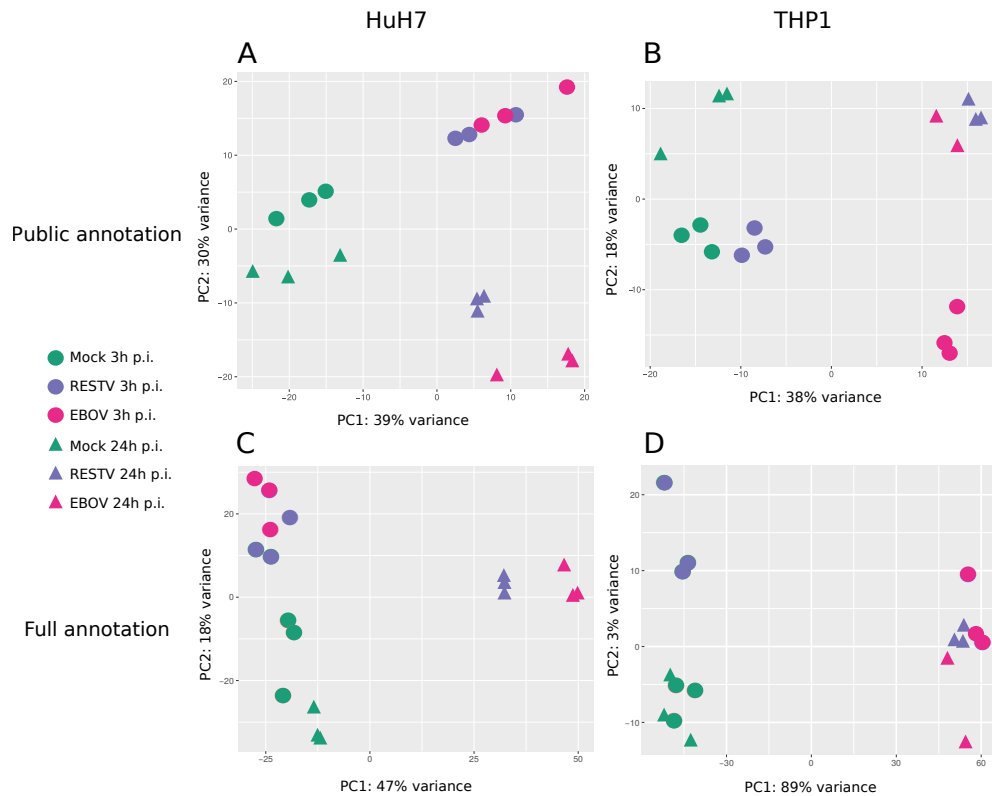 HuH7
THP1
A
B
20
10
0
−10
−20
−20
−10
0
10
20
PC2: 30% variance
PC1: 39% variance
10
0
−10
−20
−10
0
10
PC2: 18% variance
PC1: 38% variance
Public annotation
Mock 3h p.i.
RESTV 3h p.i.
EBOV 3h p.i.
Mock 24h p.i.
RESTV 24h p.i.
EBOV 24h p.i.
C
D
20
0
−20
−25
0
25
50
PC2: 18% variance
PC1: 47% variance
20
10
0
−10
−30
0
30
60
PC2: 3% variance
PC1: 89% variance
Full annotation